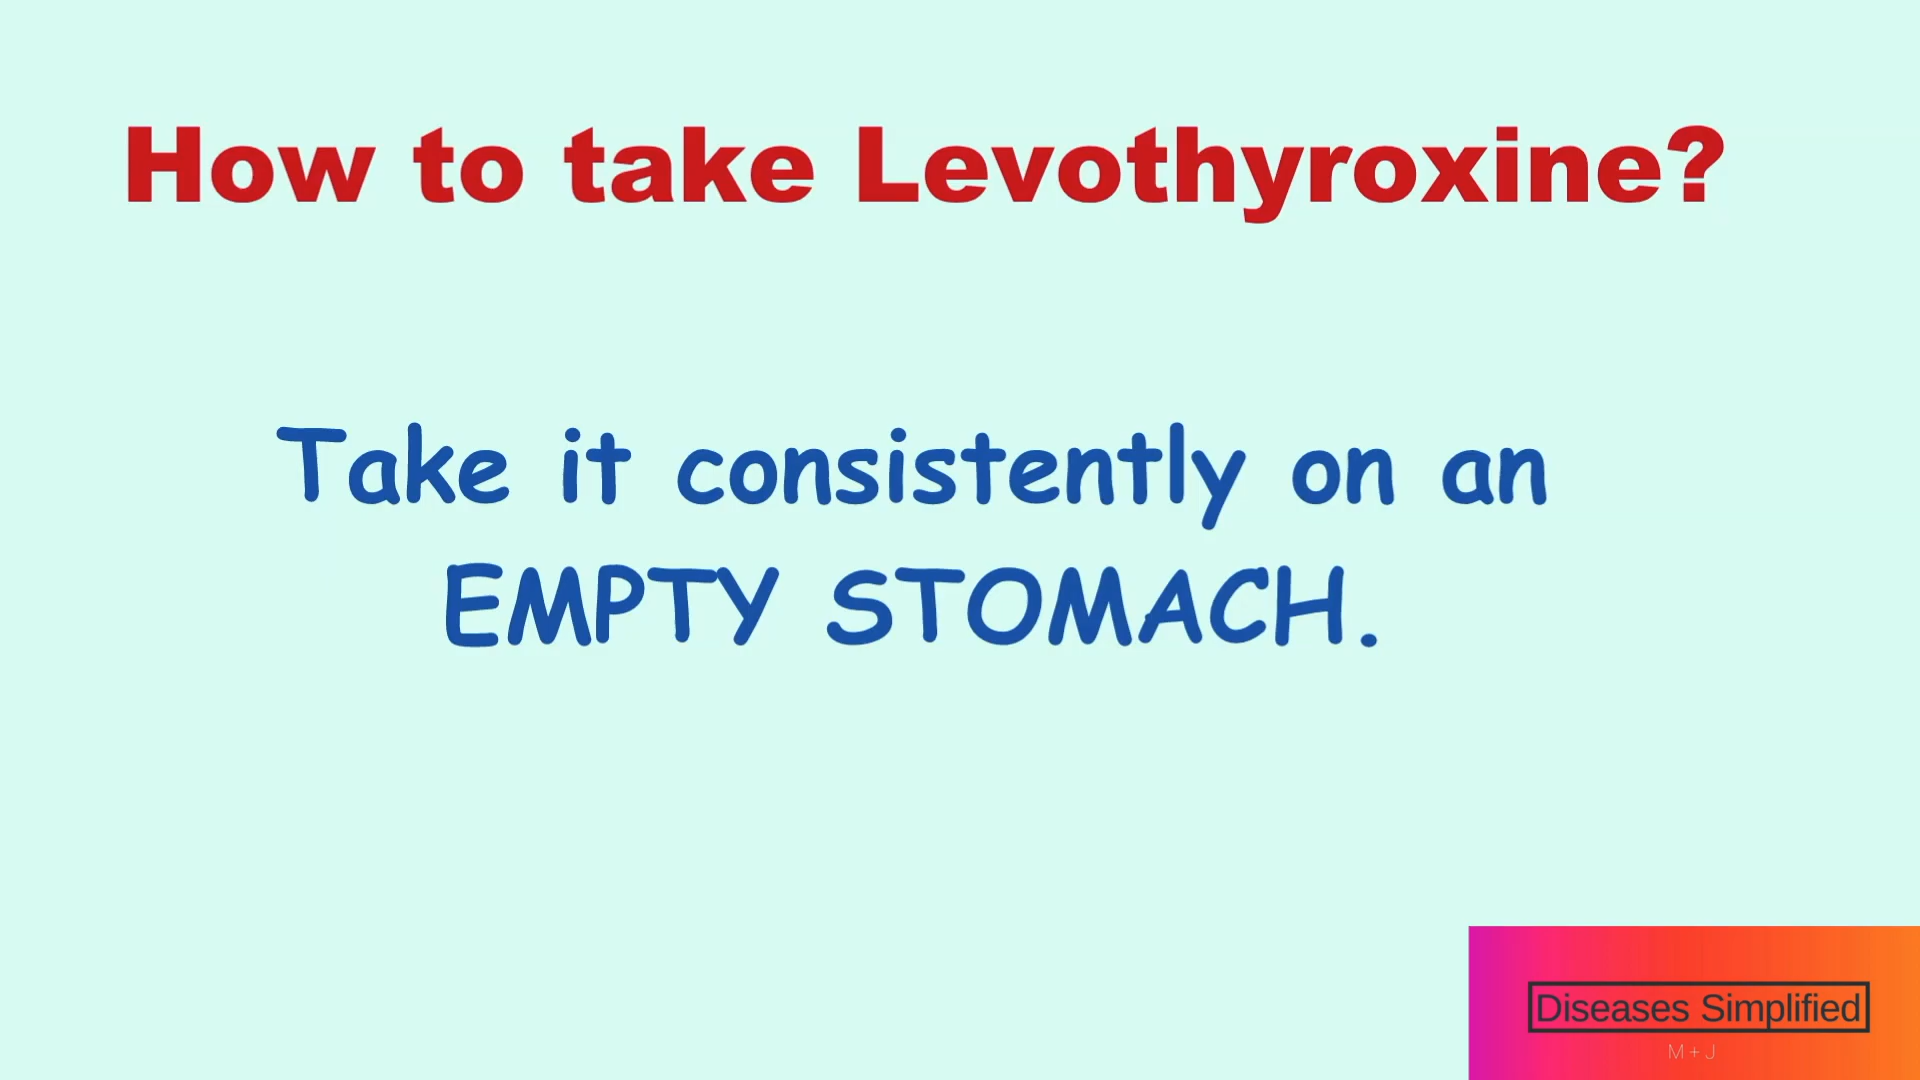 How to take Levothyroxine?
Take it consistently on an
EMPTY STOMACH.
Diseases Simplified
M + J